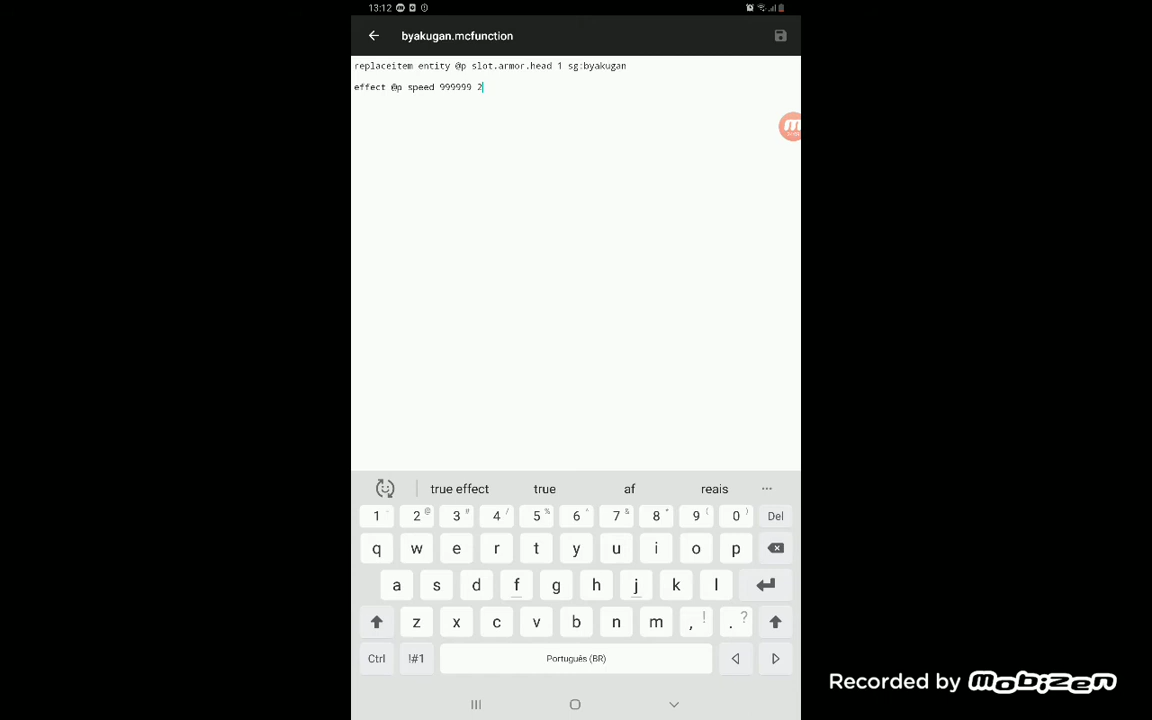 13:12
byakugan.mcfunction
replaceitem entity @p slot.armor.head 1 sg:byakugan
effect @p speed 999999 2
true effect true af reais ...
1 - 2 @ 3 # 4 / 5 % 6 ^ 7 & 8 * 9 ( 0 ) Del
q w e r t y u i o p
a s d f g h j k l
z x c v b n m , ! . ?
Ctrl !#1 Português (BR)
Recorded by mobizen